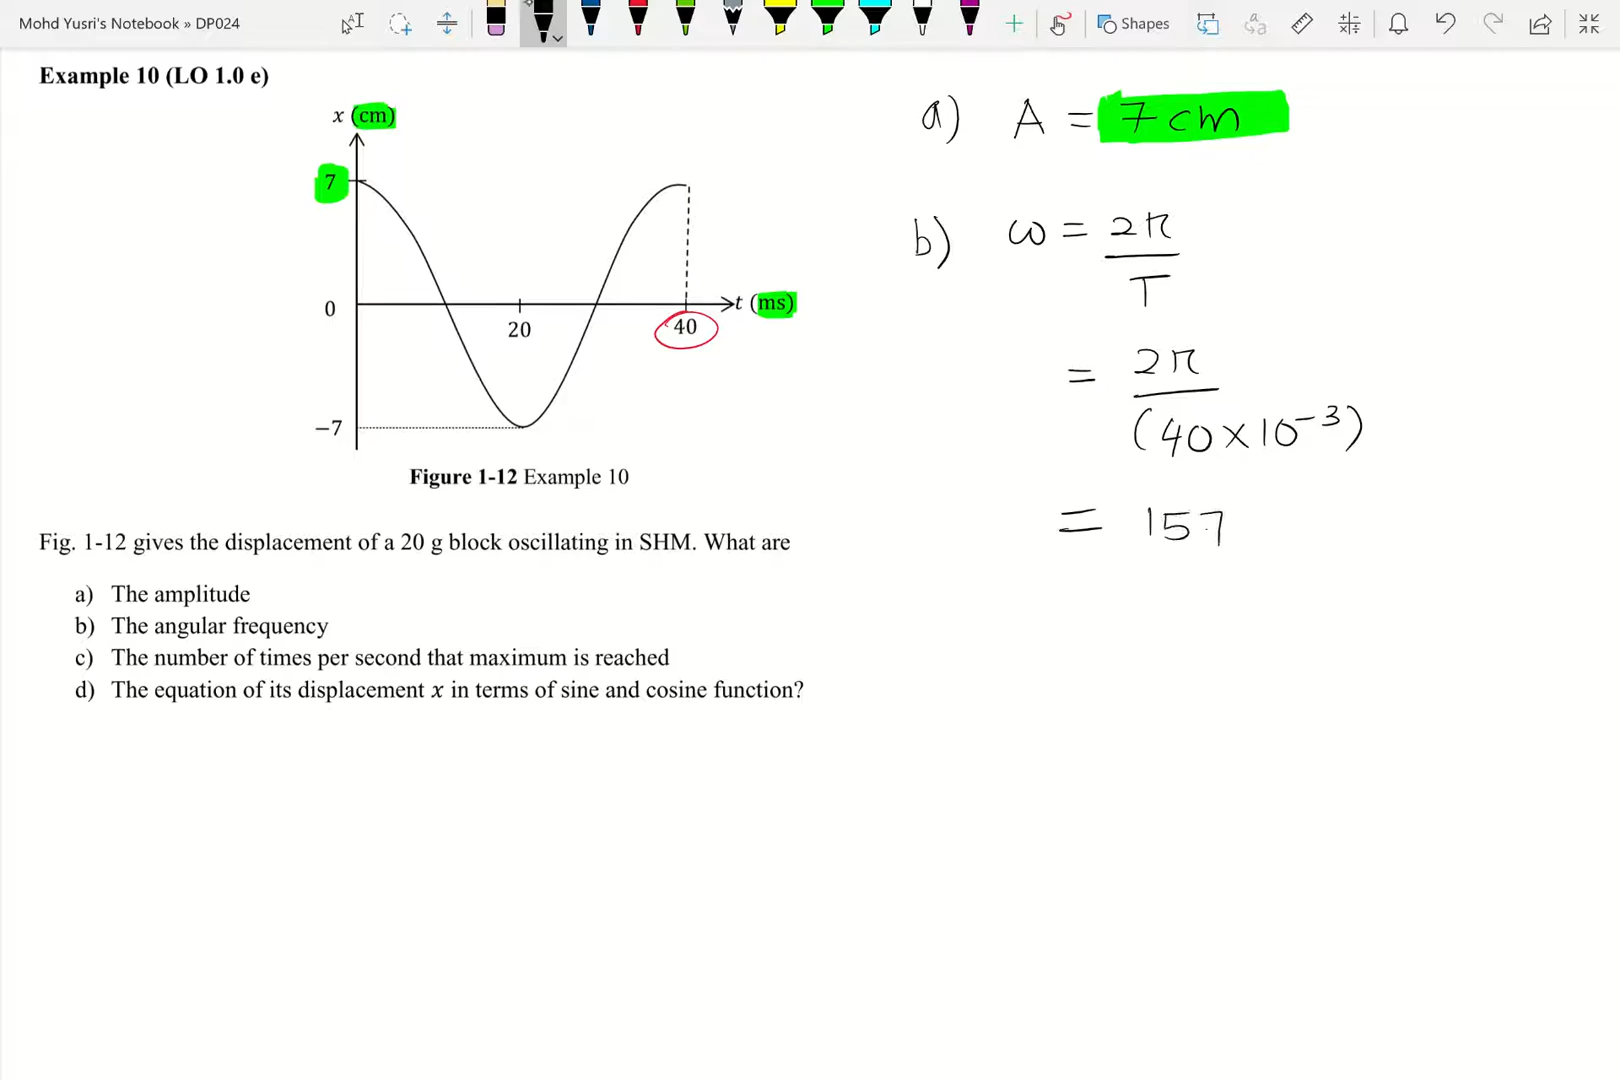 Mohd Yusri's Notebook » DP024
Shapes
Example 10 (LO 1.0 e)
x (cm)
7
0
20
40
t (ms)
−7
Figure 1-12 Example 10
Fig. 1-12 gives the displacement of a 20 g block oscillating in SHM. What are
a) The amplitude
b) The angular frequency
c) The number of times per second that maximum is reached
d) The equation of its displacement x in terms of sine and cosine function?
a) A = 7 cm
b) ω = 2π
T
= 2π
(40×10⁻³)
= 157